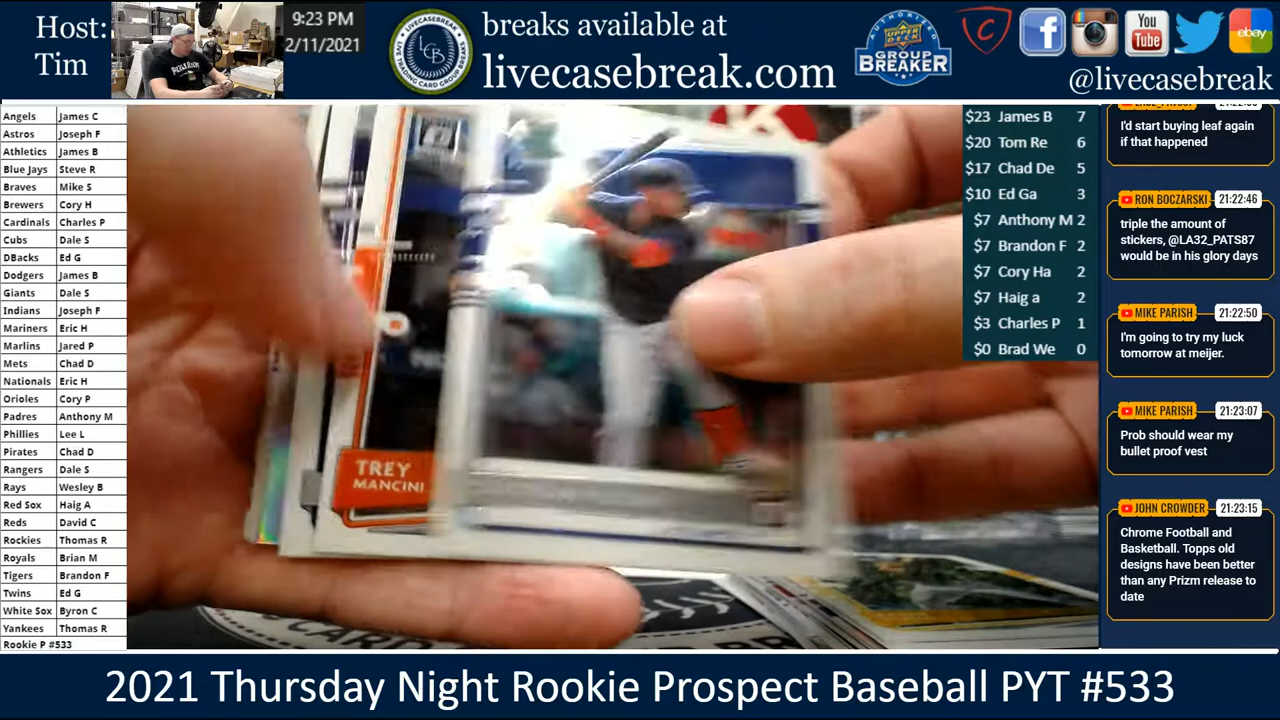 Host:
Tim
9:23 PM
2/11/2021
LIVECASEBREAK
LCB
LIVE TRADING CARD GROUP BREAKS
breaks available at
livecasebreak.com
AUTHORIZED
UPPER DECK
GROUP
BREAKER
You
Tube
ebay
@livecasebreak
Angels James C
Astros Joseph F
Athletics James B
Blue Jays Steve R
Braves Mike S
Brewers Cory H
Cardinals Charles P
Cubs Dale S
DBacks Ed G
Dodgers James B
Giants Dale S
Indians Joseph F
Mariners Eric H
Marlins Jared P
Mets Chad D
Nationals Eric H
Orioles Cory P
Padres Anthony M
Phillies Lee L
Pirates Chad D
Rangers Dale S
Rays Wesley B
Red Sox Haig A
Reds David C
Rockies Thomas R
Royals Brian M
Tigers Brandon F
Twins Ed G
White Sox Byron C
Yankees Thomas R
Rookie P #533
TREY
MANCINI
$23 James B 7
$20 Tom Re 6
$17 Chad De 5
$10 Ed Ga 3
$7 Anthony M 2
$7 Brandon F 2
$7 Cory Ha 2
$7 Haig a 2
$3 Charles P 1
$0 Brad We 0
I'd start buying leaf again
if that happened
RON BOCZARSKI 21:22:46
triple the amount of
stickers, @LA32_PATS87
would be in his glory days
MIKE PARISH 21:22:50
I'm going to try my luck
tomorrow at meijer.
MIKE PARISH 21:23:07
Prob should wear my
bullet proof vest
JOHN CROWDER 21:23:15
Chrome Football and
Basketball. Topps old
designs have been better
than any Prizm release to
date
2021 Thursday Night Rookie Prospect Baseball PYT #533